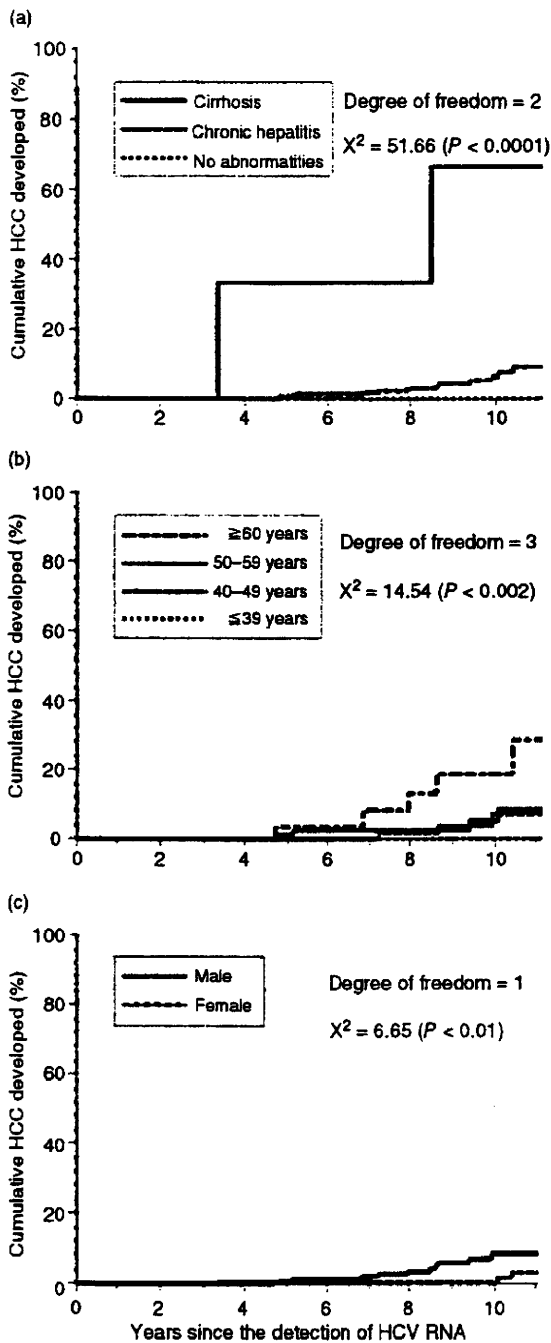 (a)
100
80
60
40
20
0
Cumulative HCC developed (%)
Cirrhosis
Chronic hepatitis
No abnormatities
Degree of freedom = 2
X² = 51.66 (P < 0.0001)
0 2 4 6 8 10
(b)
100
80
60
40
20
0
Cumulative HCC developed (%)
≧60 years
50–59 years
40–49 years
≦39 years
Degree of freedom = 3
X² = 14.54 (P < 0.002)
0 2 4 6 8 10
(c)
100
80
60
40
20
0
Cumulative HCC developed (%)
Male
Female
Degree of freedom = 1
X² = 6.65 (P < 0.01)
0 2 4 6 8 10
Years since the detection of HCV RNA